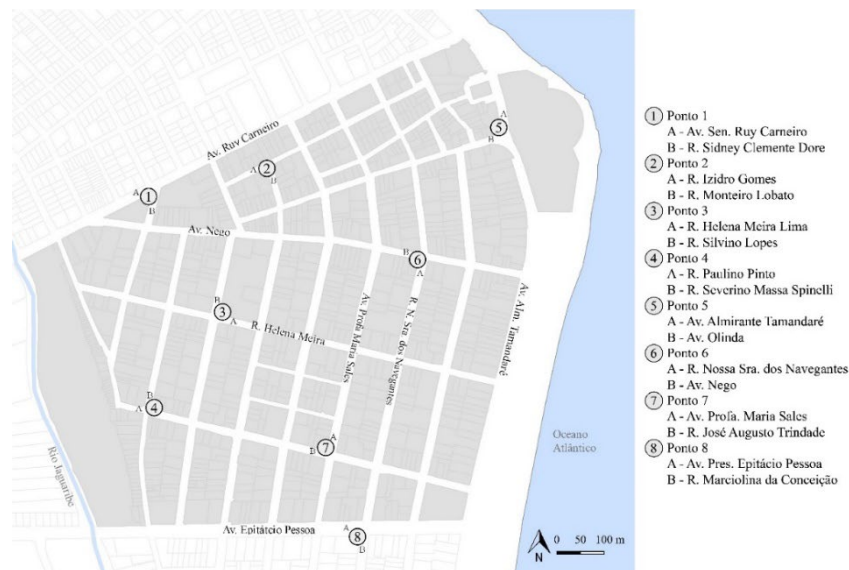 Av. Ruy Carneiro
5
A
B
A
2
B
A
1
B
Av. Nego
B
6
A
B
3
A
R. Helena Meira
Av. Profa Maria Sales
R. N. Sra. dos Navegantes
Av. Alm. Tamandaré
B
A
4
A
B
7
Rio Jaguaribe
Oceano
Atlântico
Av. Epitátcio Pessoa
A
8
B
N
0 50 100 m
1 Ponto 1
A - Av. Sen. Ruy Carneiro
B - R. Sidney Clemente Dore
2 Ponto 2
A - R. Izidro Gomes
B - R. Monteiro Lobato
3 Ponto 3
A - R. Helena Meira Lima
B - R. Silvino Lopes
4 Ponto 4
A - R. Paulino Pinto
B - R. Severino Massa Spinelli
5 Ponto 5
A - Av. Almirante Tamandaré
B - Av. Olinda
6 Ponto 6
A - R. Nossa Sra. dos Navegantes
B - Av. Nego
7 Ponto 7
A - Av. Profa. Maria Sales
B - R. José Augusto Trindade
8 Ponto 8
A - Av. Pres. Epitácio Pessoa
B - R. Marciolina da Conceição